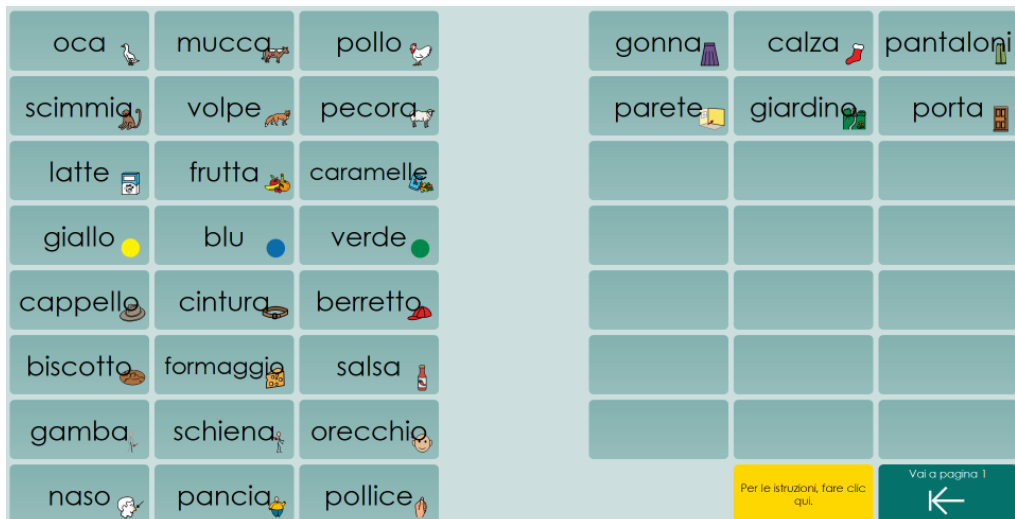 oca mucca pollo
scimmia volpe pecora
latte frutta caramelle
giallo blu verde
cappello cintura berretto
biscotto formaggio salsa
gamba schiena orecchio
naso pancia pollice
gonna calza pantaloni
parete giardino porta
Per le istruzioni, fare clic
qui.
Vai a pagina 1